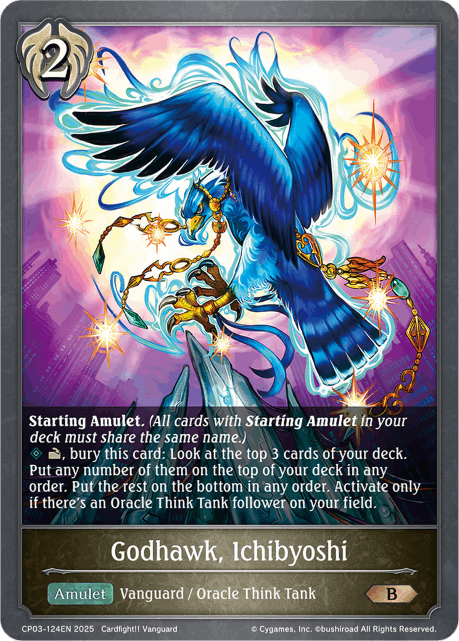 2
Starting Amulet. (All cards with Starting Amulet in your
deck must share the same name.)
, bury this card: Look at the top 3 cards of your deck.
Put any number of them on the top of your deck in any
order. Put the rest on the bottom in any order. Activate only
if there's an Oracle Think Tank follower on your field.
Godhawk, Ichibyoshi
Amulet Vanguard / Oracle Think Tank B
CP03-124EN 2025 Cardfight!! Vanguard © Cygames, Inc. ©bushiroad All Rights Reserved.